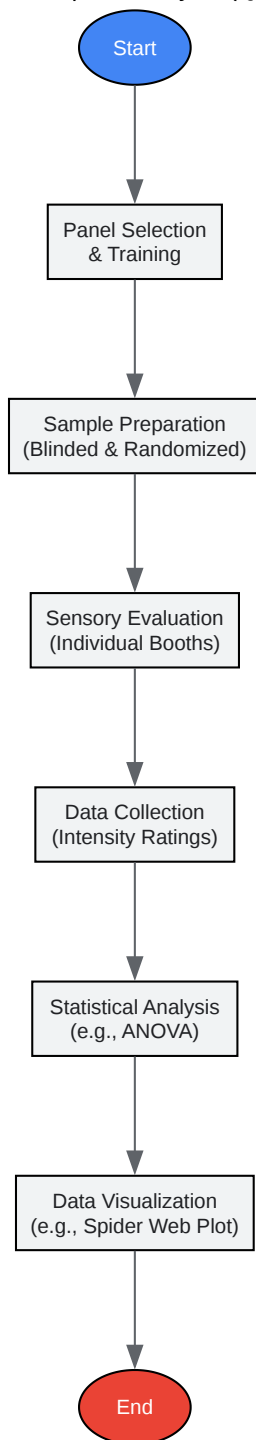 Start
Panel Selection
& Training
Sample Preparation
(Blinded & Randomized)
Sensory Evaluation
(Individual Booths)
Data Collection
(Intensity Ratings)
Statistical Analysis
(e.g., ANOVA)
Data Visualization
(e.g., Spider Web Plot)
End